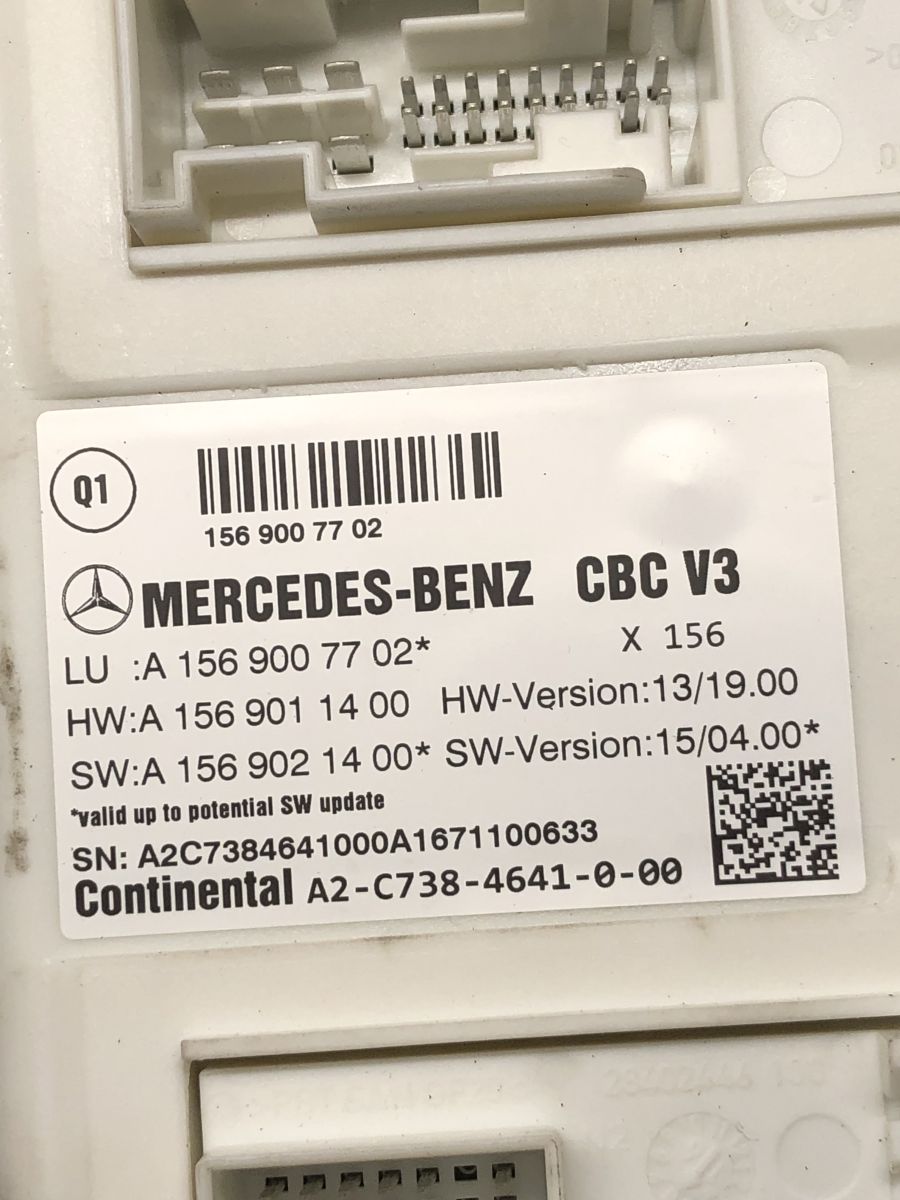 Q1
156 900 77 02
MERCEDES-BENZ CBC V3
X 156
LU :A 156 900 77 02*
HW:A 156 901 14 00 HW-Version:13/19.00
SW:A 156 902 14 00* SW-Version:15/04.00*
*valid up to potential SW update
SN: A2C7384641000A1671100633
Continental A2-C738-4641-0-00